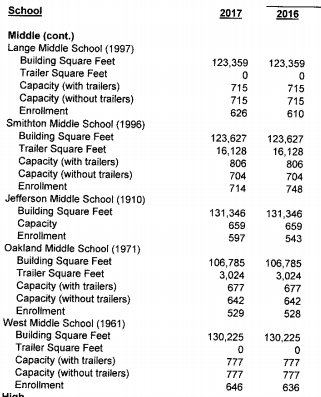 School 2017 2016
Middle (cont.)
Lange Middle School (1997)
Building Square Feet 123,359 123,359
Trailer Square Feet 0 0
Capacity (with trailers) 715 715
Capacity (without trailers) 715 715
Enrollment 626 610
Smithton Middle School (1996)
Building Square Feet 123,627 123,627
Trailer Square Feet 16,128 16,128
Capacity (with trailers) 806 806
Capacity (without trailers) 704 704
Enrollment 714 748
Jefferson Middle School (1910)
Building Square Feet 131,346 131,346
Capacity 659 659
Enrollment 597 543
Oakland Middle School (1971)
Building Square Feet 106,785 106,785
Trailer Square Feet 3,024 3,024
Capacity (with trailers) 677 677
Capacity (without trailers) 642 642
Enrollment 529 528
West Middle School (1961)
Building Square Feet 130,225 130,225
Trailer Square Feet 0 0
Capacity (with trailers) 777 777
Capacity (without trailers) 777 777
Enrollment 646 636
High